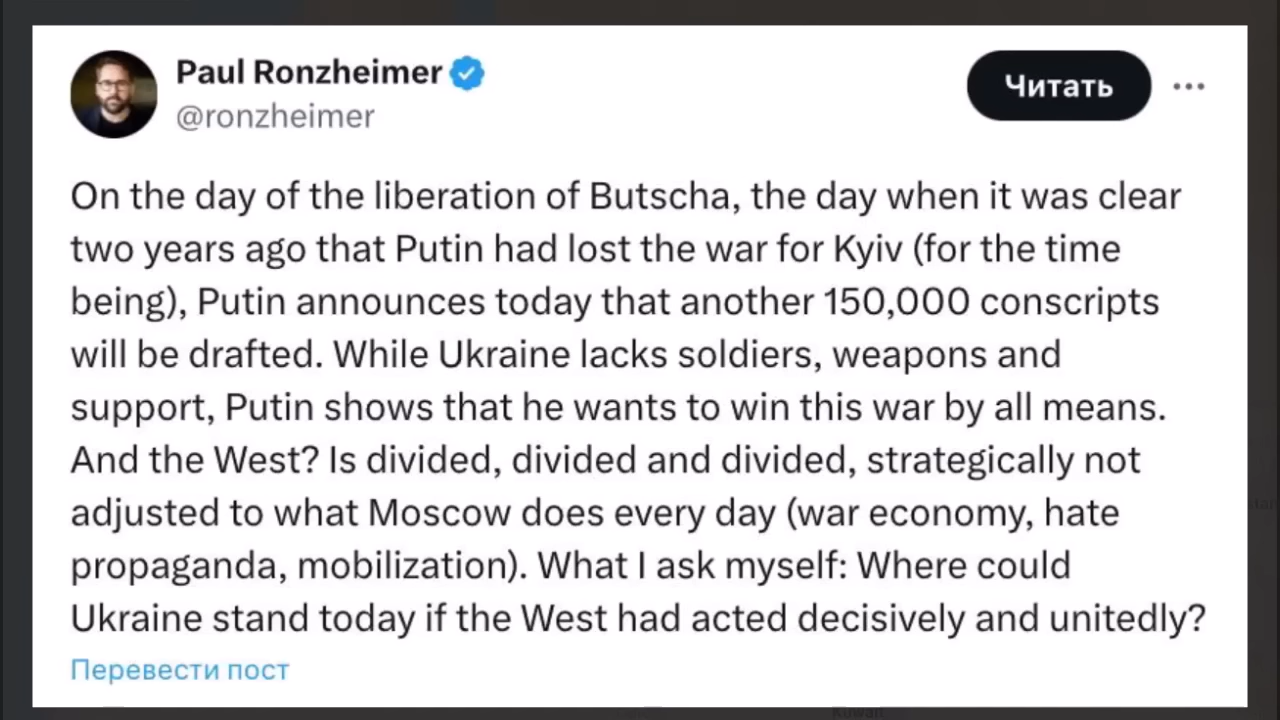 Paul Ronzheimer
@ronzheimer
Читать
On the day of the liberation of Butscha, the day when it was clear
two years ago that Putin had lost the war for Kyiv (for the time
being), Putin announces today that another 150,000 conscripts
will be drafted. While Ukraine lacks soldiers, weapons and
support, Putin shows that he wants to win this war by all means.
And the West? Is divided, divided and divided, strategically not
adjusted to what Moscow does every day (war economy, hate
propaganda, mobilization). What I ask myself: Where could
Ukraine stand today if the West had acted decisively and unitedly?
Перевести пост